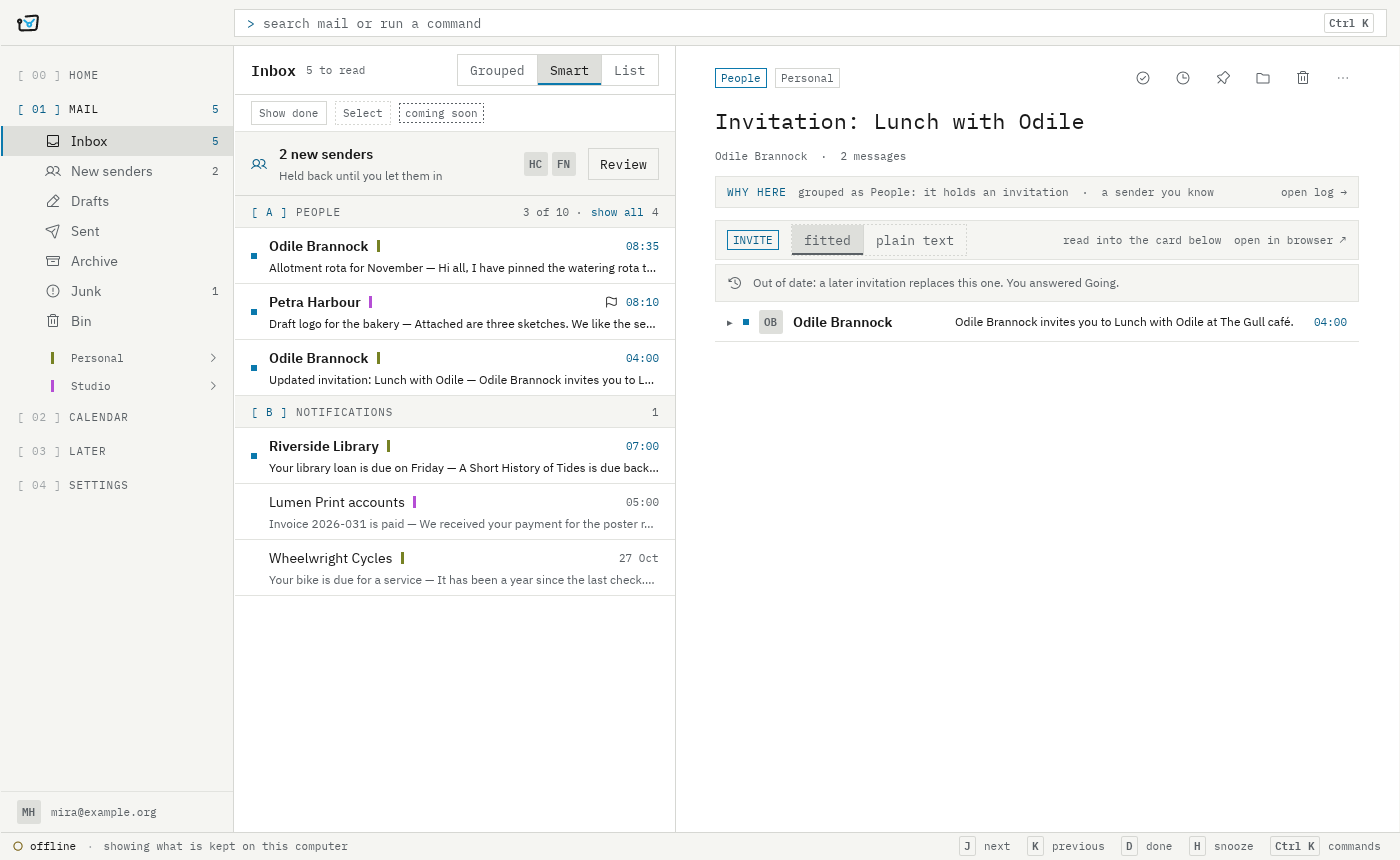 > search mail or run a command Ctrl K
[ 00 ] HOME
[ 01 ] MAIL 5
Inbox 5
New senders 2
Drafts
Sent
Archive
Junk 1
Bin
Personal
Studio
[ 02 ] CALENDAR
[ 03 ] LATER
[ 04 ] SETTINGS
MH mira@example.org
Inbox 5 to read Grouped Smart List
Show done Select coming soon
2 new senders
Held back until you let them in
HC FN Review
[ A ] PEOPLE 3 of 10 · show all 4
Odile Brannock 08:35
Allotment rota for November — Hi all, I have pinned the watering rota t…
Petra Harbour 08:10
Draft logo for the bakery — Attached are three sketches. We like the se…
Odile Brannock 04:00
Updated invitation: Lunch with Odile — Odile Brannock invites you to L…
[ B ] NOTIFICATIONS 1
Riverside Library 07:00
Your library loan is due on Friday — A Short History of Tides is due back…
Lumen Print accounts 05:00
Invoice 2026-031 is paid — We received your payment for the poster r…
Wheelwright Cycles 27 Oct
Your bike is due for a service — It has been a year since the last check.…
People Personal
Invitation: Lunch with Odile
Odile Brannock · 2 messages
WHY HERE grouped as People: it holds an invitation · a sender you know open log →
INVITE fitted plain text read into the card below open in browser ↗
Out of date: a later invitation replaces this one. You answered Going.
▸ OB Odile Brannock Odile Brannock invites you to Lunch with Odile at The Gull café. 04:00
offline · showing what is kept on this computer
J next K previous D done H snooze Ctrl K commands